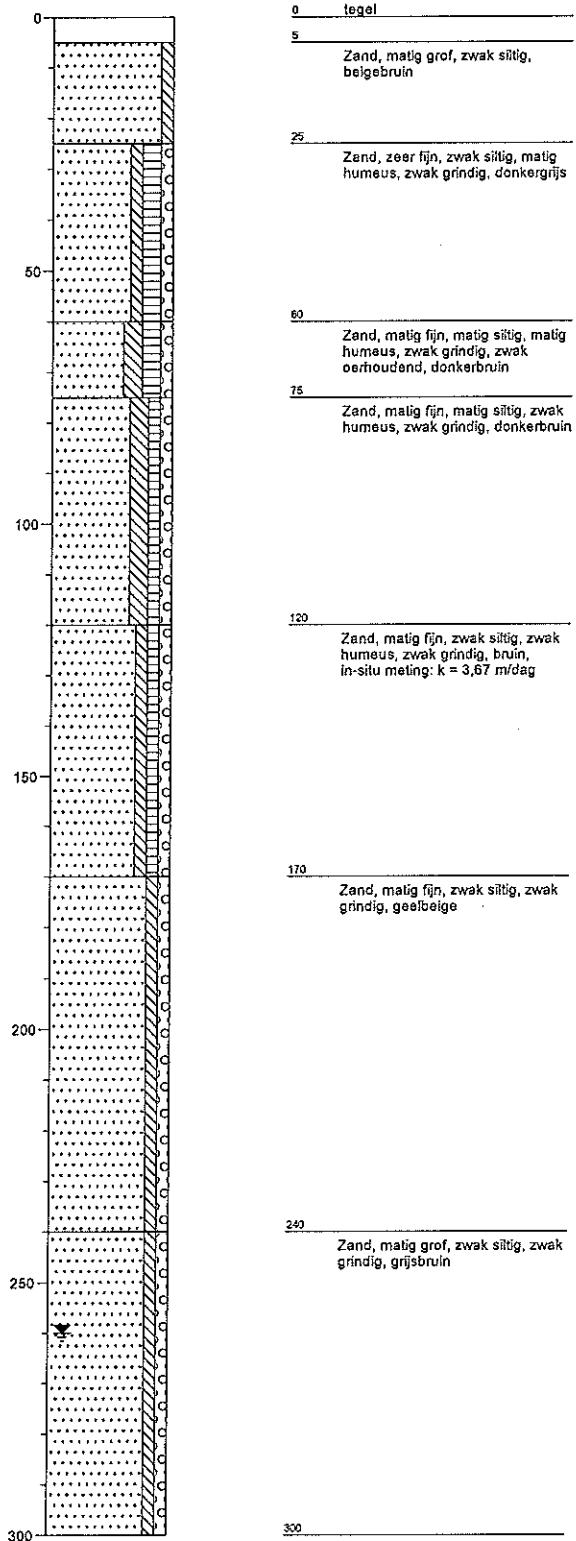 0 tegel
0
5
Zand, matig grof, zwak siltig,
beigebruin
25
Zand, zeer fijn, zwak siltig, matig
humeus, zwak grindig, donkergrijs
50
60
Zand, matig fijn, matig siltig, matig
humeus, zwak grindig, zwak
oerhoudend, donkerbruin
75
Zand, matig fijn, matig siltig, zwak
humeus, zwak grindig, donkerbruin
100
120
Zand, matig fijn, zwak siltig, zwak
humeus, zwak grindig, bruin,
in-situ meting: k = 3,67 m/dag
150
170
Zand, matig fijn, zwak siltig, zwak
grindig, geelbeige
200
240
Zand, matig grof, zwak siltig, zwak
grindig, grijsbruin
250
300
300